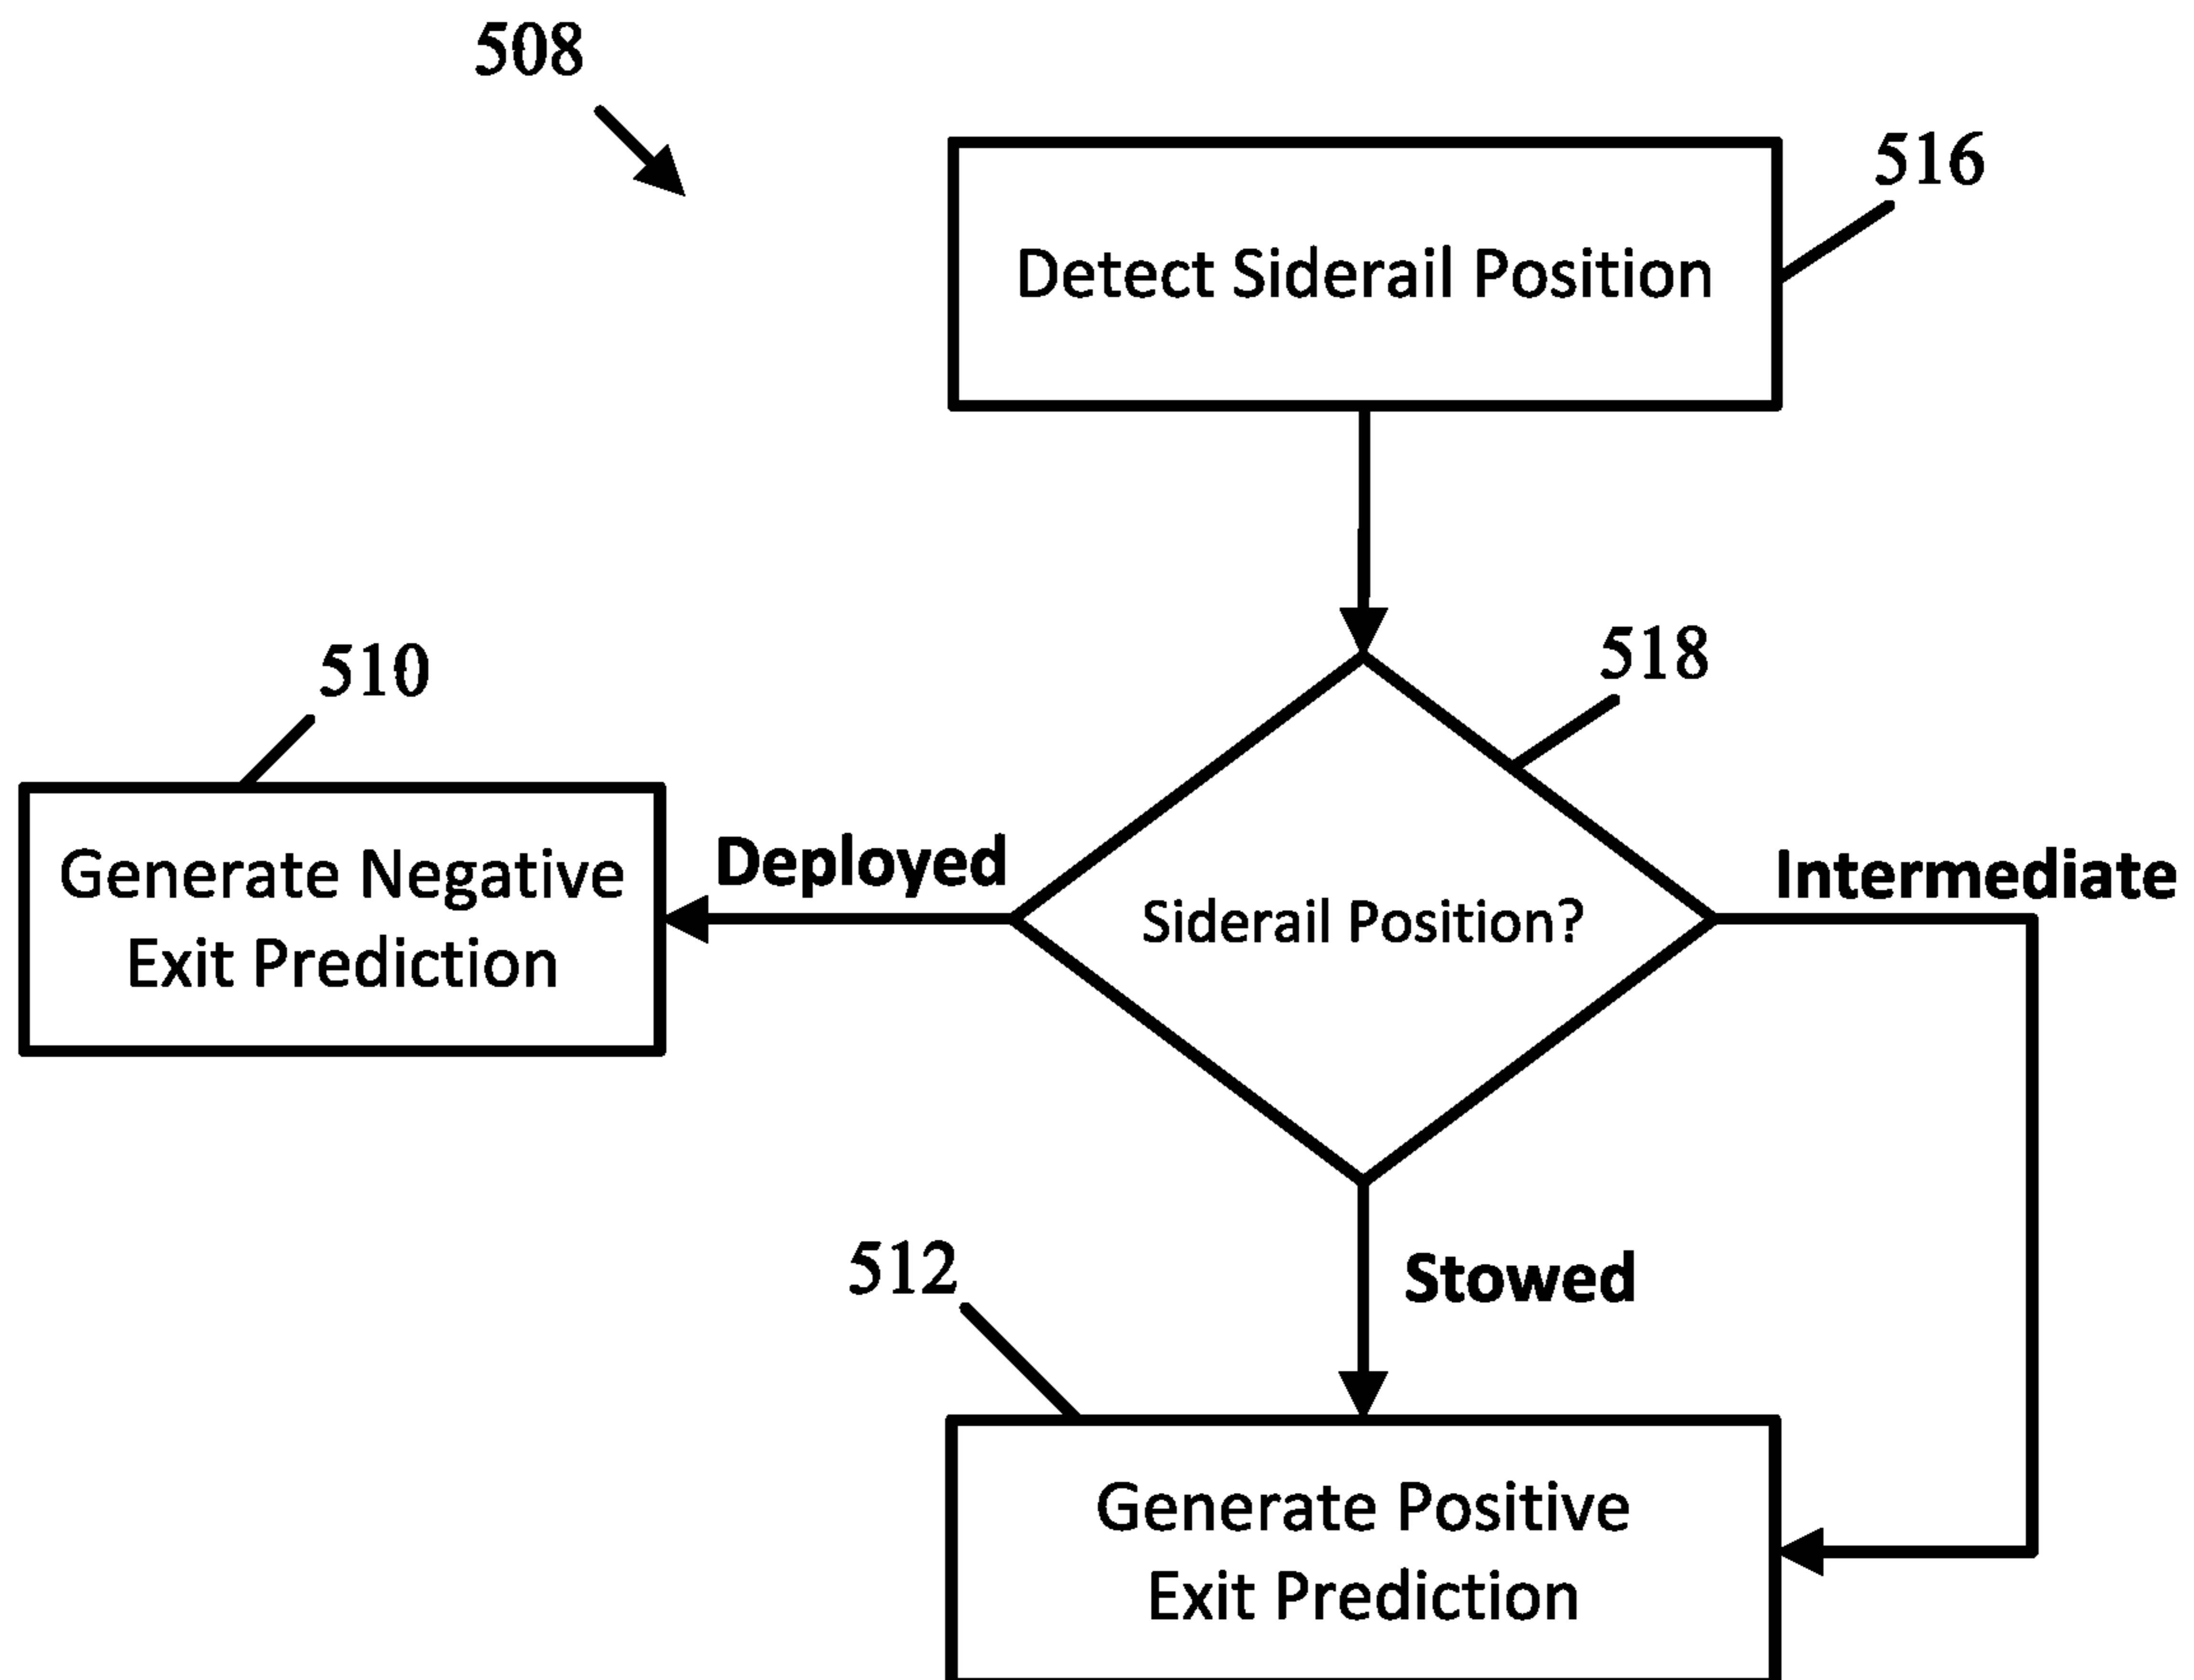 508
516
Detect Siderail Position
518
510
Deployed
Intermediate
Generate Negative
Exit Prediction
Siderail Position?
512
Stowed
Generate Positive
Exit Prediction